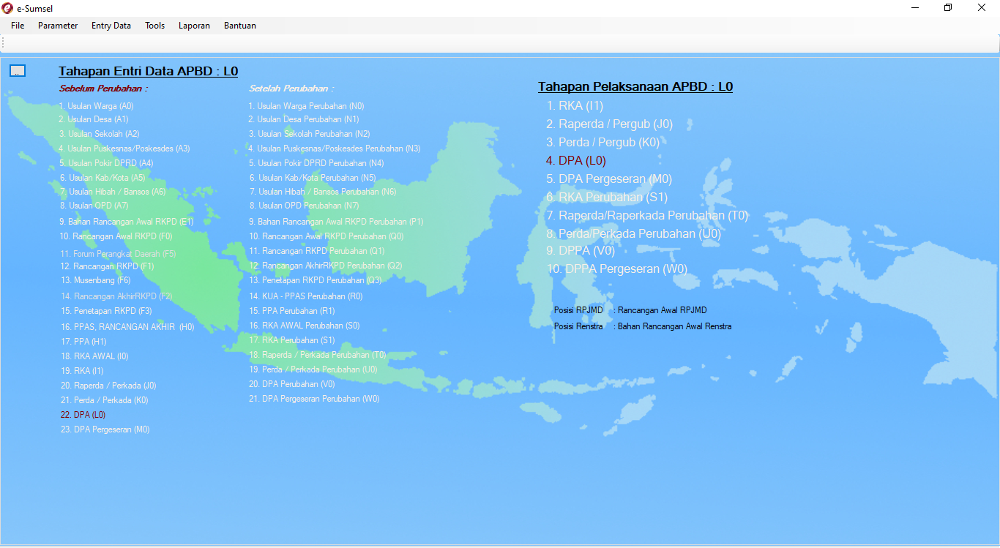 e-Sumsel
File Parameter Entry Data Tools Laporan Bantuan
..
Tahapan Entri Data APBD : L0
Sebelum Perubahan :
1. Usulan Warga (A0)
2. Usulan Desa (A1)
3. Usulan Sekolah (A2)
4. Usulan Puskesnas/Poskesdes (A3)
5. Usulan Pokir DPRD (A4)
6. Usulan Kab/Kota (A5)
7. Usulan Hibah / Bansos (A6)
8. Usulan OPD (A7)
9. Bahan Rancangan Awal RKPD (E1)
10. Rancangan Awal RKPD (F0)
11. Forum Perangkat Daerah (F5)
12. Rancangan RKPD (F1)
13. Musenbang (F6)
14. Rancangan AkhirRKPD (F2)
15. Penetapan RKPD (F3)
16. PPAS, RANCANGAN AKHIR (H0)
17. PPA (H1)
18. RKA AWAL (I0)
19. RKA (I1)
20. Raperda / Perkada (J0)
21. Perda / Perkada (K0)
22. DPA (L0)
23. DPA Pergeseran (M0)
Setelah Perubahan :
1. Usulan Warga Perubahan (N0)
2. Usulan Desa Perubahan (N1)
3. Usulan Sekolah Perubahan (N2)
4. Usulan Puskesnas/Poskesdes Perubahan (N3)
5. Usulan Pokir DPRD Perubahan (N4)
6. Usulan Kab/Kota Perubahan (N5)
7. Usulan Hibah / Bansos Perubahan (N6)
8. Usulan OPD Perubahan (N7)
9. Bahan Rancangan Awal RKPD Perubahan (P1)
10. Rancangan Awal RKPD Perubahan (Q0)
11. Rancangan RKPD Perubahan (Q1)
12. Rancangan AkhirRKPD Perubahan (Q2)
13. Penetapan RKPD Perubahan (Q3)
14. KUA - PPAS Perubahan (R0)
15. PPA Perubahan (R1)
16. RKA AWAL Perubahan (S0)
17. RKA Perubahan (S1)
18. Raperda / Perkada Perubahan (T0)
19. Perda / Perkada Perubahan (U0)
20. DPA Perubahan (V0)
21. DPA Pergeseran Perubahan (W0)
Tahapan Pelaksanaan APBD : L0
1. RKA (I1)
2. Raperda / Pergub (J0)
3. Perda / Pergub (K0)
4. DPA (L0)
5. DPA Pergeseran (M0)
6. RKA Perubahan (S1)
7. Raperda/Raperkada Perubahan (T0)
8. Perda/Perkada Perubahan (U0)
9. DPPA (V0)
10. DPPA Pergeseran (W0)
Posisi RPJMD : Rancangan Awal RPJMD
Posisi Renstra : Bahan Rancangan Awal Renstra